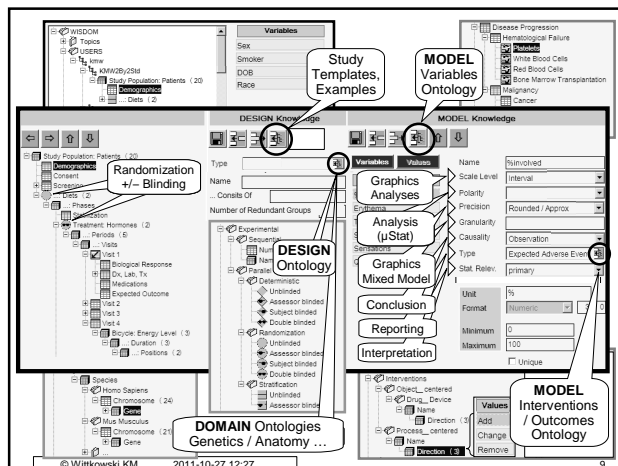 WISDOM
Topics
USERS
kmw
KMW2By2Std
Study Population: Patients (20)
Demographics
...: Diets (2)
Variables
Sex
Smoker
DOB
Race
Study
Templates,
Examples
MODEL
Variables
Ontology
Disease Progression
Hematological Failure
Platelets
White Blood Cells
Red Blood Cells
Bone Marrow Transplantation
Malignancy
Cancer
DESIGN Knowledge
MODEL Knowledge
Study Population: Patients (20)
Demographics
Consent
Screening
...: Diets (2)
...: Phases
Stabilization
Treatment: Hormones (2)
...: Periods (5)
...: Visits
Visit 1
Biological Response
Dx, Lab, Tx
Medications
Expected Outcome
Visit 2
Visit 3
Visit 4
Bicycle: Energy Level (3)
...: Duration (3)
...: Positions (2)
Randomization
+/– Blinding
Type
Name
... Consits Of
Number of Redundant Groups
Experimental
Sequential
Parallel
Deterministic
Unblinded
Assessor blinded
Subject blinded
Double blinded
Randomization
Unblinded
Assessor blinded
Subject blinded
Double blinded
Stratification
Unblinded
Assessor blinded
DESIGN
Ontology
Variables
Values
Erythema
Sensations
Graphics
Analyses
Analysis
(µStat)
Graphics
Mixed Model
Conclusion
Reporting
Interpretation
Name
%involved
Scale Level
Interval
Polarity
Precision
Rounded / Approx
Granularity
Causality
Observation
Type
Expected Adverse Even
Stat. Relev.
primary
Unit
%
Format
Numeric
0
Minimum
0
Maximum
100
Unique
Species
Homo Sapiens
Chromosome (24)
Gene
Mus Musculus
Chromosome (21)
Gene
...
DOMAIN Ontologies
Genetics / Anatomy …
Interventions
Object_centered
Drug_ Device
Name
Direction (3)
Process_centered
Name
Direction (3)
Values
Add
Change
Remove
MODEL
Interventions
/ Outcomes
Ontology
© Wittkowski KM
2011-10-27 12:27
9